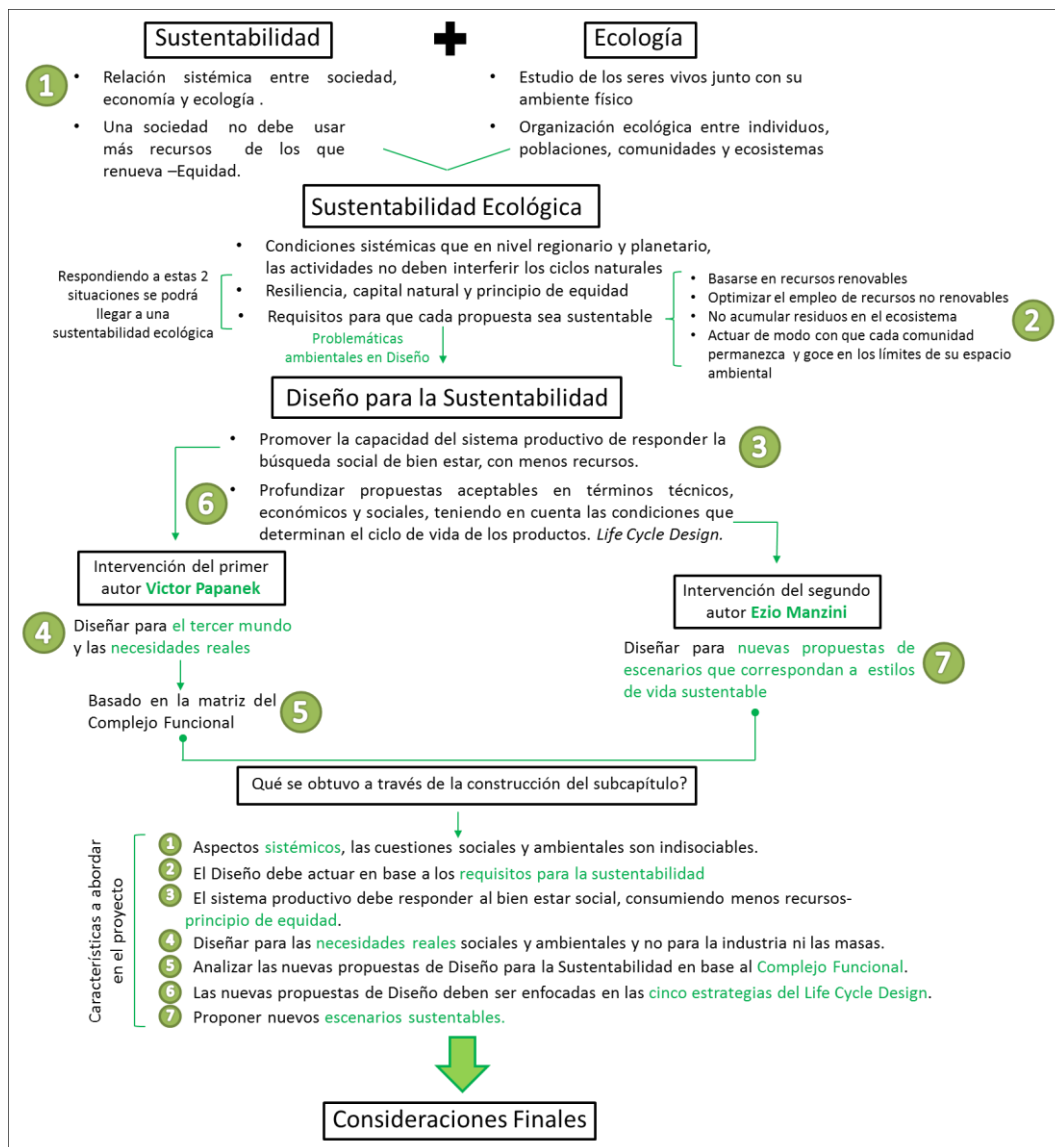 Sustentabilidad
Ecología
1
• Relación sistémica entre sociedad,
economía y ecología .
• Una sociedad no debe usar
más recursos de los que
renueva –Equidad.
• Estudio de los seres vivos junto con su
ambiente físico
• Organización ecológica entre individuos,
poblaciones, comunidades y ecosistemas
Sustentabilidad Ecológica
• Condiciones sistémicas que en nivel regionario y planetario,
las actividades no deben interferir los ciclos naturales
• Resiliencia, capital natural y principio de equidad
• Requisitos para que cada propuesta sea sustentable
Respondiendo a estas 2
situaciones se podrá
llegar a una
sustentabilidad ecológica
• Basarse en recursos renovables
• Optimizar el empleo de recursos no renovables
• No acumular residuos en el ecosistema
• Actuar de modo con que cada comunidad
permanezca y goce en los límites de su espacio
ambiental
2
Problemáticas
ambientales en Diseño
Diseño para la Sustentabilidad
• Promover la capacidad del sistema productivo de responder la
búsqueda social de bien estar, con menos recursos.
3
6
• Profundizar propuestas aceptables en términos técnicos,
económicos y sociales, teniendo en cuenta las condiciones que
determinan el ciclo de vida de los productos. Life Cycle Design.
Intervención del primer
autor Victor Papanek
4
Diseñar para el tercer mundo
y las necesidades reales
Basado en la matriz del
Complejo Funcional
5
Intervención del segundo
autor Ezio Manzini
Diseñar para nuevas propuestas de
escenarios que correspondan a estilos
de vida sustentable
7
Qué se obtuvo a través de la construcción del subcapítulo?
Características a abordar
en el proyecto
1 Aspectos sistémicos, las cuestiones sociales y ambientales son indisociables.
2 El Diseño debe actuar en base a los requisitos para la sustentabilidad
3 El sistema productivo debe responder al bien estar social, consumiendo menos recursos-
principio de equidad.
4 Diseñar para las necesidades reales sociales y ambientales y no para la industria ni las masas.
5 Analizar las nuevas propuestas de Diseño para la Sustentabilidad en base al Complejo Funcional.
6 Las nuevas propuestas de Diseño deben ser enfocadas en las cinco estrategias del Life Cycle Design.
7 Proponer nuevos escenarios sustentables.
Consideraciones Finales